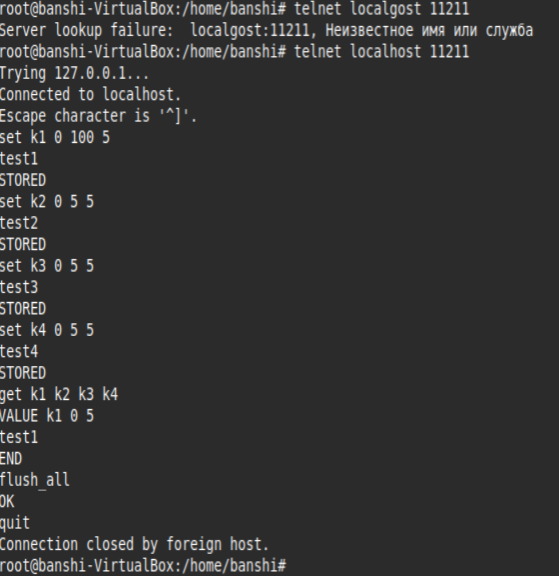 root@banshi-VirtualBox:/home/banshi# telnet localgost 11211
Server lookup failure:  localgost:11211, Неизвестное имя или служба
root@banshi-VirtualBox:/home/banshi# telnet localhost 11211
Trying 127.0.0.1...
Connected to localhost.
Escape character is '^]'.
set k1 0 100 5
test1
STORED
set k2 0 5 5
test2
STORED
set k3 0 5 5
test3
STORED
set k4 0 5 5
test4
STORED
get k1 k2 k3 k4
VALUE k1 0 5
test1
END
flush_all
OK
quit
Connection closed by foreign host.
root@banshi-VirtualBox:/home/banshi#